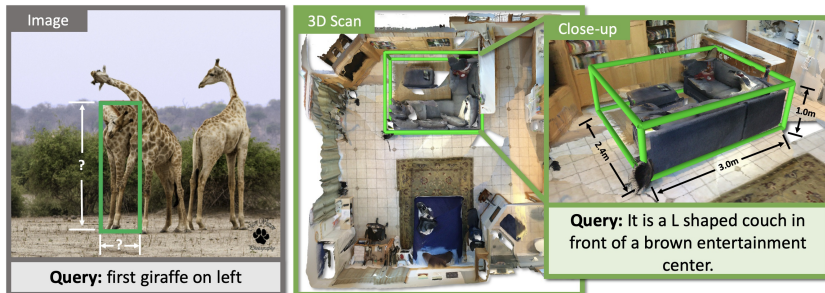 Image
?
?
Query: first giraffe on left
3D Scan
Close-up
2.4m
3.0m
1.0m
Query: It is a L shaped couch in
front of a brown entertainment
center.